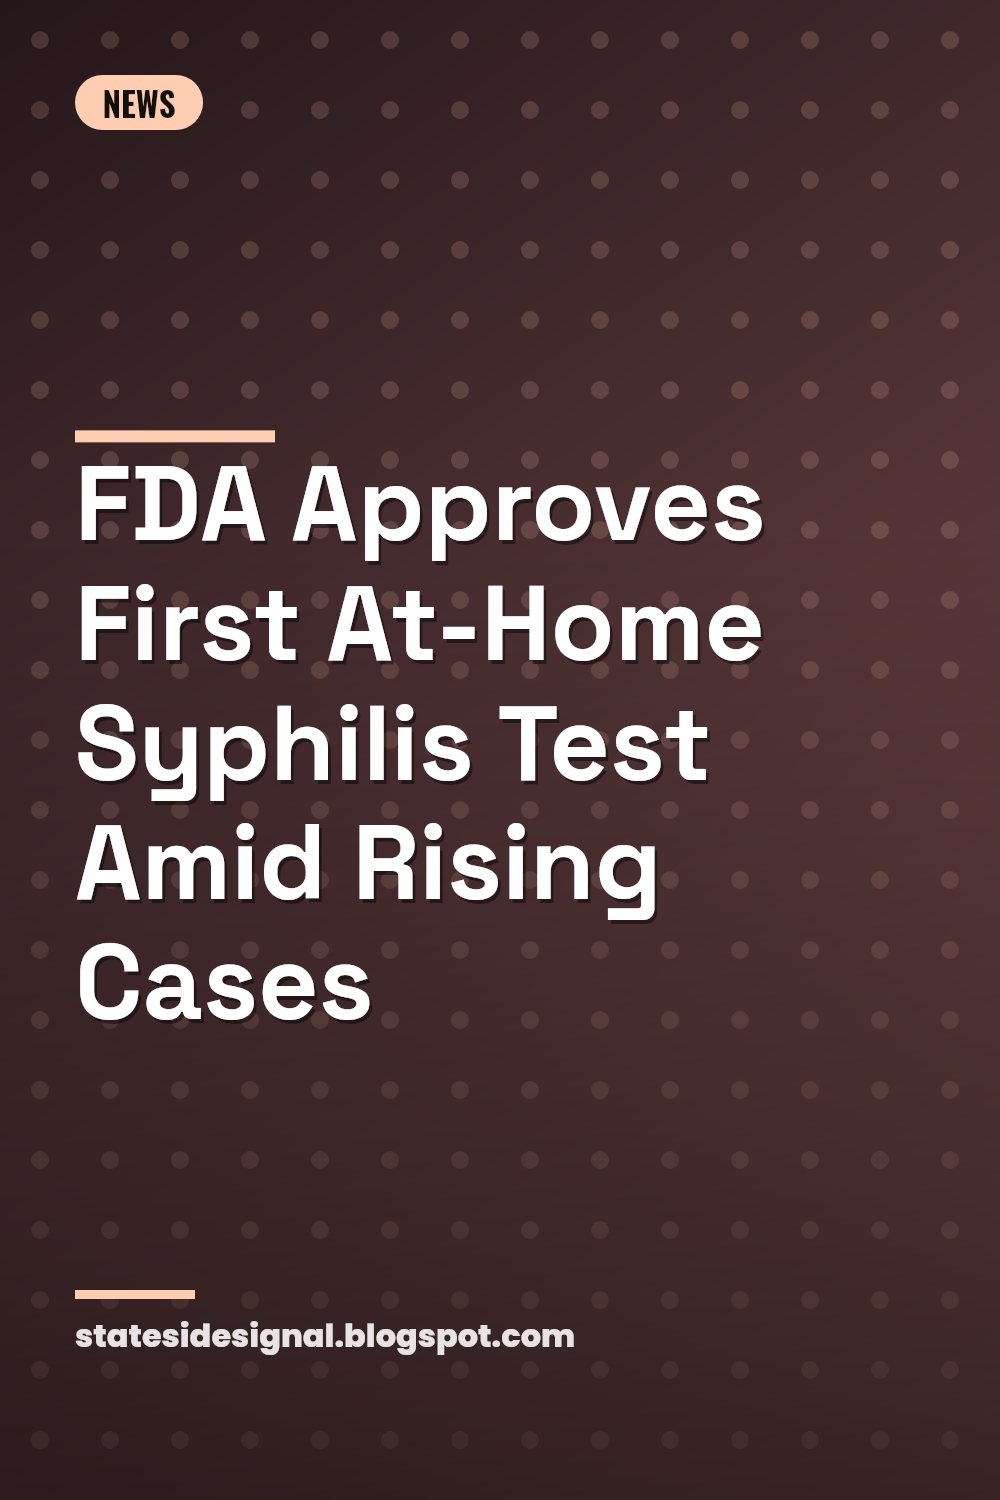 NEWS
FDA Approves
First At-Home
Syphilis Test
Amid Rising
Cases
statesidesignal.blogspot.com